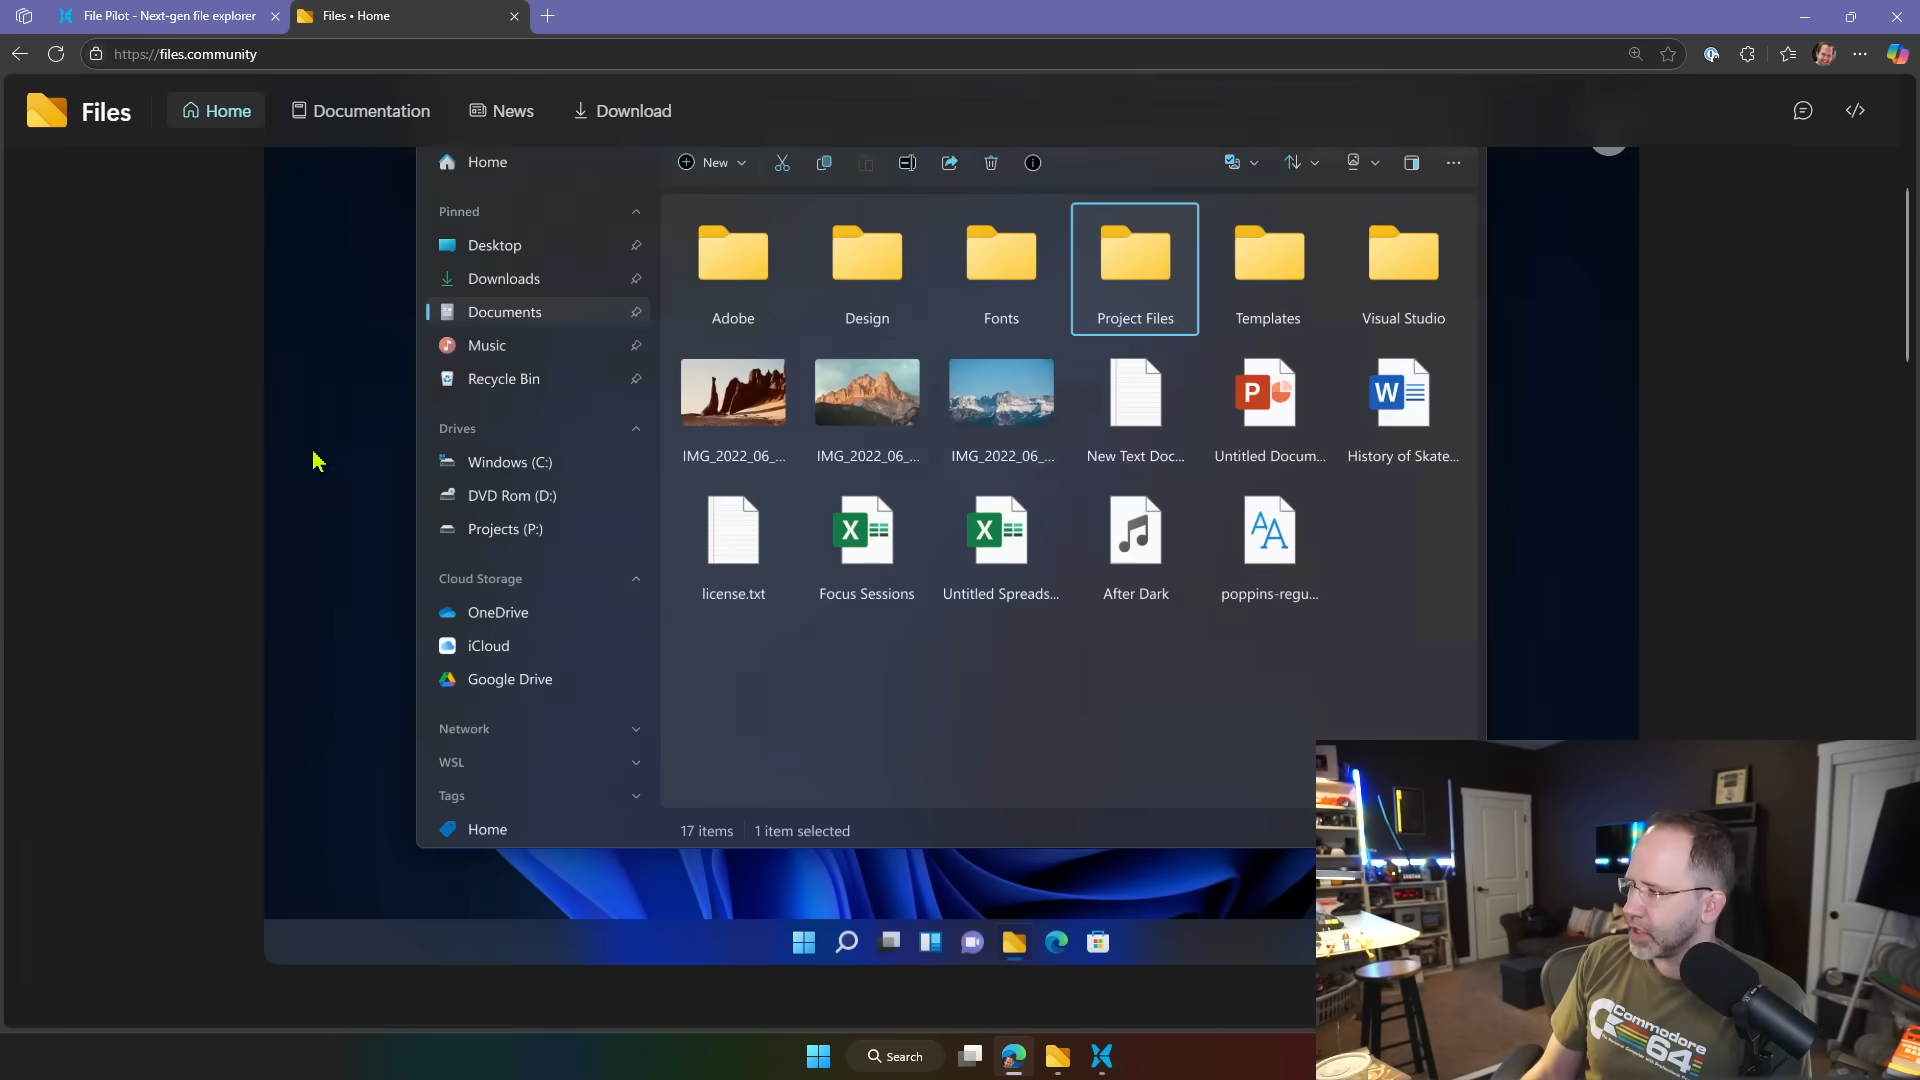 File Pilot - Next-gen file explorer
Files • Home
https://files.community
Files
Home
Documentation
News
Download
Home
New
Pinned
Desktop
Downloads
Documents
Music
Recycle Bin
Drives
Windows (C:)
DVD Rom (D:)
Projects (P:)
Cloud Storage
OneDrive
iCloud
Google Drive
Network
WSL
Tags
Home
Adobe
Design
Fonts
Project Files
Templates
Visual Studio
IMG_2022_06_...
IMG_2022_06_...
IMG_2022_06_...
New Text Doc...
P
Untitled Docum...
W
History of Skate...
license.txt
X
Focus Sessions
X
Untitled Spreads...
After Dark
AA
poppins-regu...
17 items
1 item selected
Search
Commodore
64